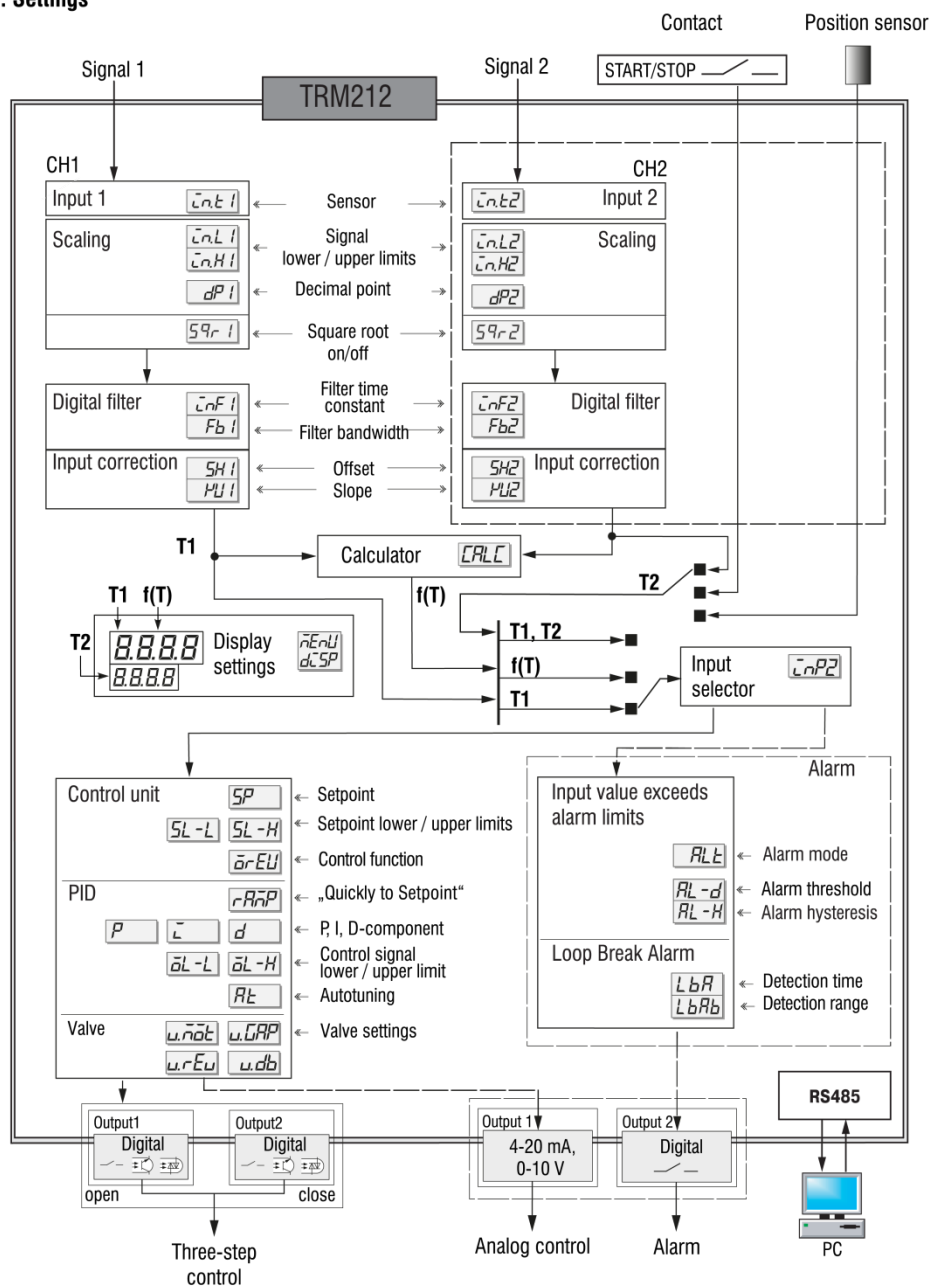 : Settings
Contact
Position sensor
Signal 1
Signal 2
START/STOP
TRM212
CH1
CH2
Input 1
in.t1
Sensor
in.t2
Input 2
Scaling
in.L1
in.H1
Signal
lower / upper limits
in.L2
in.H2
Scaling
dP1
Decimal point
dP2
Sqr1
Square root
on/off
Sqr2
Digital filter
inF1
Fb1
Filter time
constant
Filter bandwidth
inF2
Fb2
Digital filter
Input correction
SH1
KU1
Offset
Slope
SH2
KU2
Input correction
T1
Calculator
CALC
T2
f(T)
T1
f(T)
T2
8.8.8.8
8.8.8.8
Display
settings
mEnU
diSP
T1, T2
f(T)
T1
Input
selector
inP2
Control unit
SP
Setpoint
SL-L
SL-H
Setpoint lower / upper limits
orEU
Control function
PID
rAmP
„Quickly to Setpoint“
P
i
d
P, I, D-component
oL-L
oL-H
Control signal
lower / upper limit
At
Autotuning
Valve
u.mot
u.GAP
Valve settings
u.rEu
u.db
Alarm
Input value exceeds
alarm limits
ALt
Alarm mode
AL-d
Alarm threshold
AL-H
Alarm hysteresis
Loop Break Alarm
LbA
Detection time
LbAb
Detection range
RS485
Output1
Digital
Output2
Digital
open
close
Output 1
4-20 mA,
0-10 V
Output 2
Digital
Three-step
control
Analog control
Alarm
PC